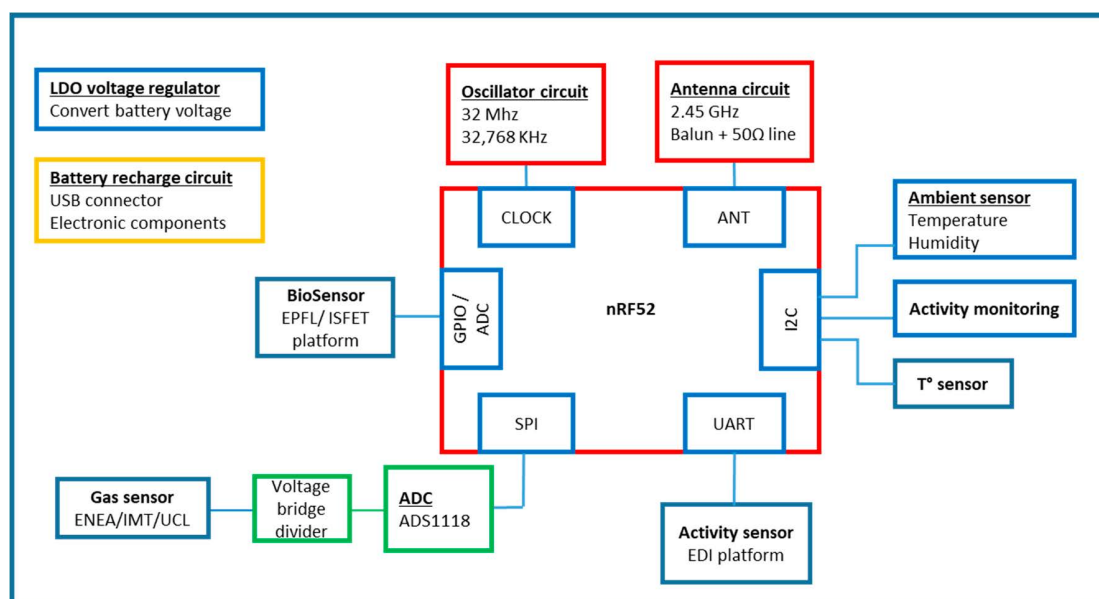 LDO voltage regulator
Convert battery voltage
Battery recharge circuit
USB connector
Electronic components
Oscillator circuit
32 Mhz
32,768 KHz
Antenna circuit
2.45 GHz
Balun + 50Ω line
CLOCK
ANT
Ambient sensor
Temperature
Humidity
BioSensor
EPFL/ ISFET
platform
GPIO /
ADC
nRF52
I2C
Activity monitoring
T° sensor
SPI
UART
Gas sensor
ENEA/IMT/UCL
Voltage
bridge
divider
ADC
ADS1118
Activity sensor
EDI platform